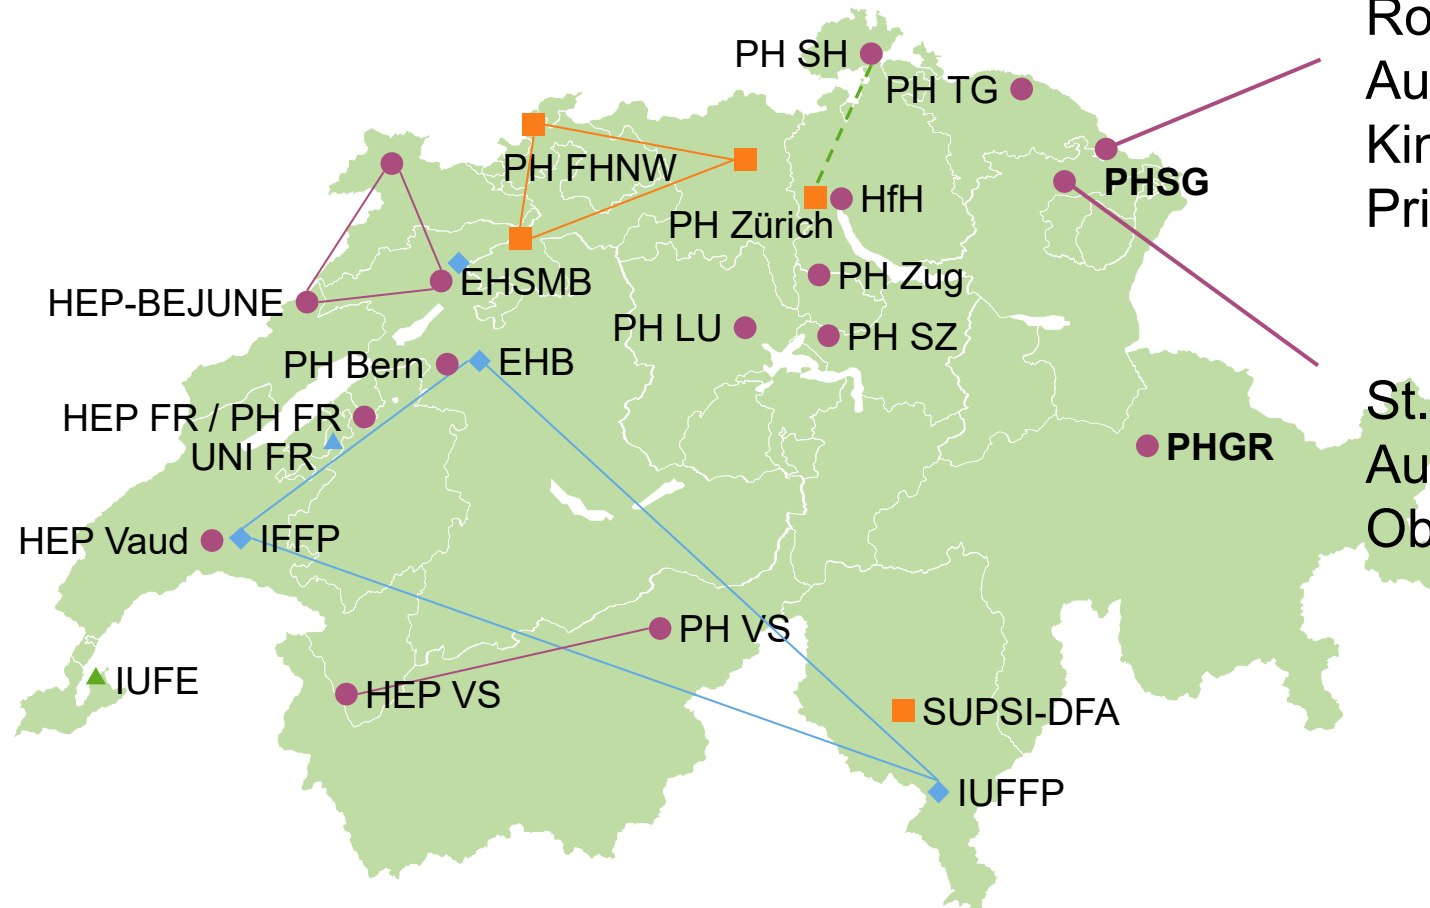 PH SH
PH TG
PH FHNW
PHSG
HfH
PH Zürich
PH Zug
EHSMB
HEP-BEJUNE
PH LU
PH SZ
PH Bern
EHB
HEP FR / PH FR
UNI FR
PHGR
HEP Vaud
IFFP
PH VS
IUFE
HEP VS
SUPSI-DFA
IUFFP
Ro
Au
Kin
Pri
St.
Au
Ob